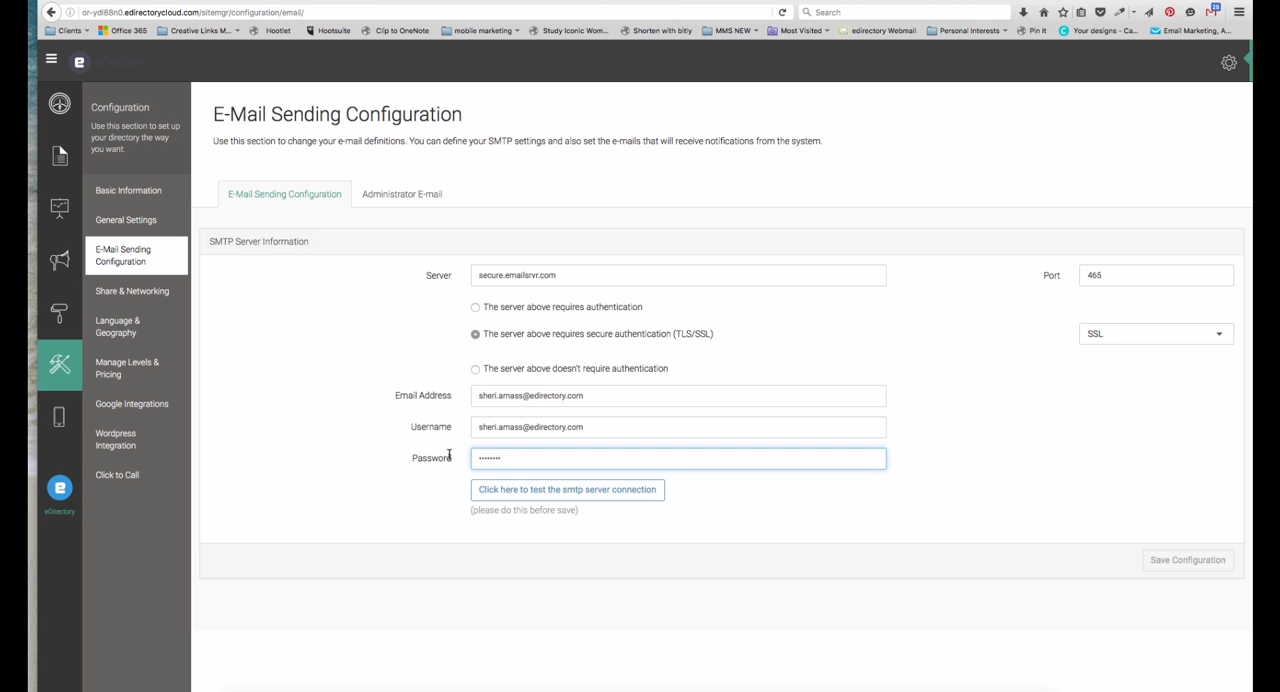 or-ydl88n0.edirectorycloud.com/sitemgr/configuration/email/
Search
25
Clients
Office 365
Creative Links M...
Hootlet
Hootsuite
Clip to OneNote
mobile marketing
Study Iconic Wom...
Shorten with bitly
MMS NEW
Most Visited
edirectory Webmail
Personal Interests
Pin It
Your designs - Ca...
Email Marketing, A...
e eDirectory
Configuration
Use this section to set up
your directory the way
you want.
Basic Information
General Settings
E-Mail Sending
Configuration
Share & Networking
Language &
Geography
Manage Levels &
Pricing
Google Integrations
Wordpress
Integration
Click to Call
e
eDirectory
E-Mail Sending Configuration
Use this section to change your e-mail definitions. You can define your SMTP settings and also set the e-mails that will receive notifications from the system.
E-Mail Sending Configuration
Administrator E-mail
SMTP Server Information
Server secure.emailsrvr.com Port 465
The server above requires authentication
The server above requires secure authentication (TLS/SSL) SSL
The server above doesn't require authentication
Email Address sheri.amass@edirectory.com
Username sheri.amass@edirectory.com
Password ••••••••
Click here to test the smtp server connection
(please do this before save)
Save Configuration